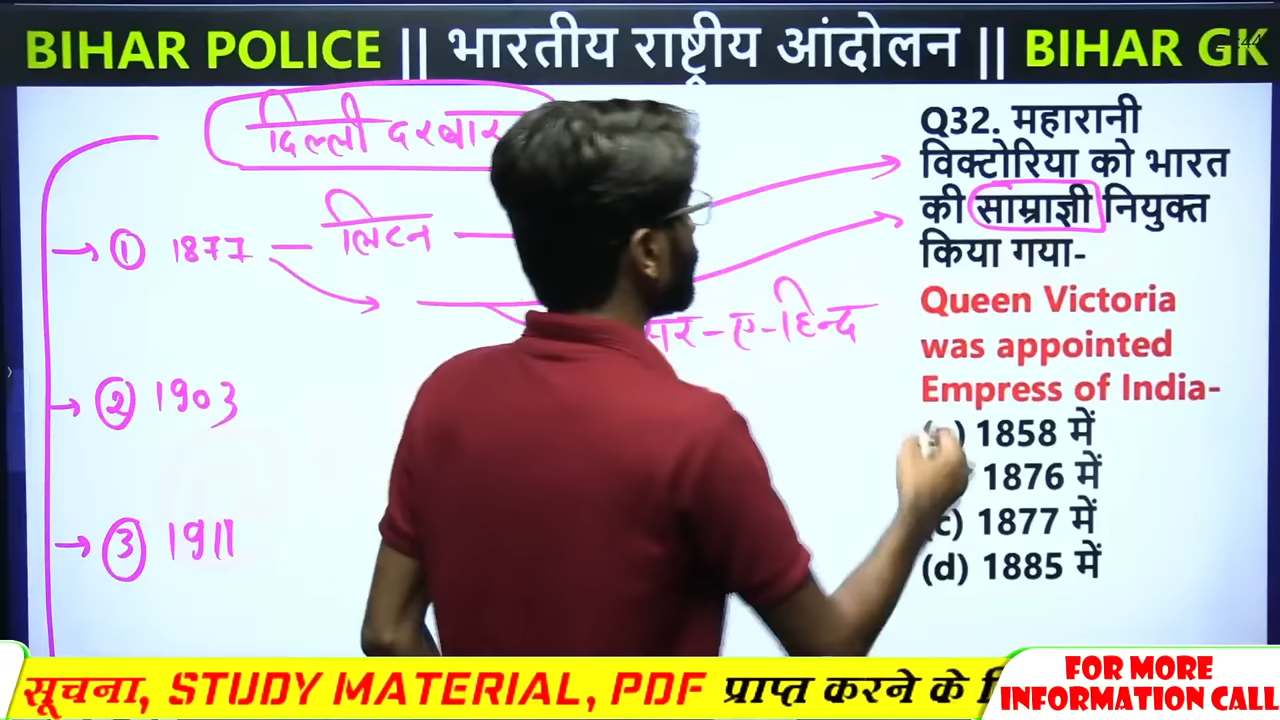 BIHAR POLICE || भारतीय राष्ट्रीय आंदोलन || BIHAR GK
दिल्ली दरबार
① 1877 — लिटन —
सर-ए-हिन्द
② 1903
③ 1911
Q32. महारानी
विक्टोरिया को भारत
की साम्राज्ञी नियुक्त
किया गया-
Queen Victoria
was appointed
Empress of India-
1858 में
1876 में
(c) 1877 में
(d) 1885 में
सूचना, STUDY MATERIAL, PDF प्राप्त करने के
FOR MORE
INFORMATION CALL